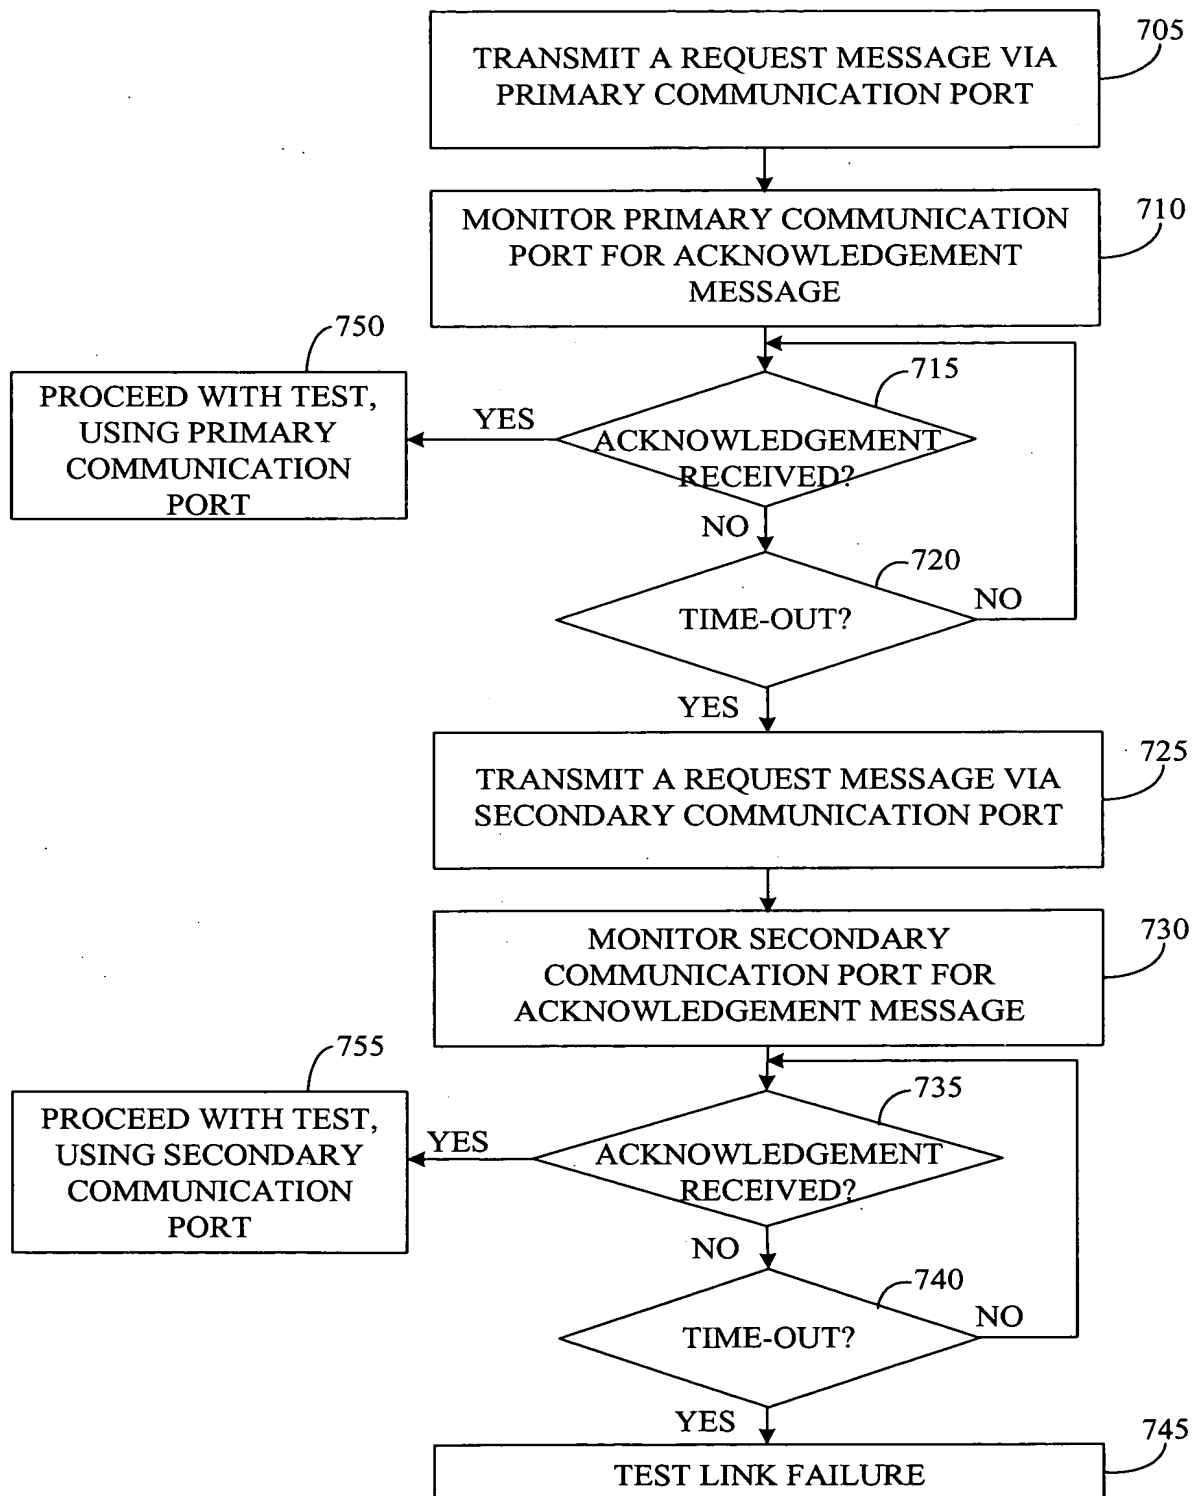 TRANSMIT A REQUEST MESSAGE VIA
PRIMARY COMMUNICATION PORT
705
MONITOR PRIMARY COMMUNICATION
PORT FOR ACKNOWLEDGEMENT
MESSAGE
710
750
PROCEED WITH TEST,
USING PRIMARY
COMMUNICATION
PORT
YES
715
ACKNOWLEDGEMENT
RECEIVED?
NO
720
TIME-OUT?
NO
YES
TRANSMIT A REQUEST MESSAGE VIA
SECONDARY COMMUNICATION PORT
725
MONITOR SECONDARY
COMMUNICATION PORT FOR
ACKNOWLEDGEMENT MESSAGE
730
755
PROCEED WITH TEST,
USING SECONDARY
COMMUNICATION
PORT
YES
735
ACKNOWLEDGEMENT
RECEIVED?
NO
740
TIME-OUT?
NO
YES
745
TEST LINK FAILURE